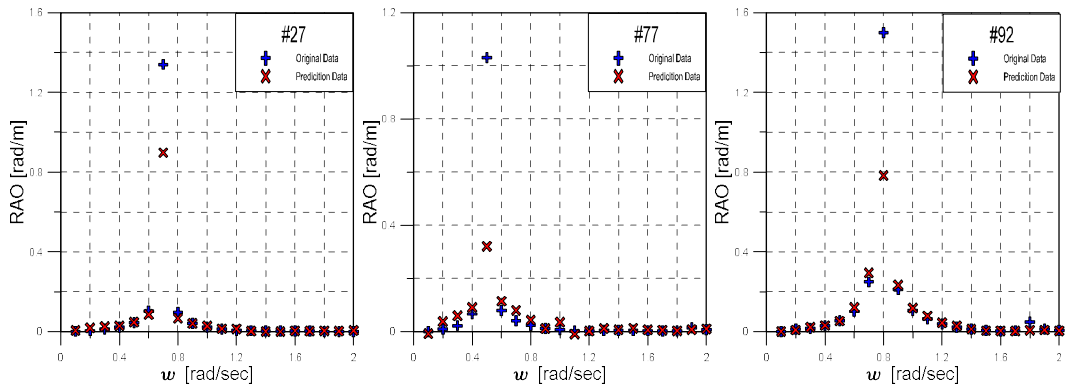 1.6
1.2
0.8
0.4
0
RAO [rad/m]
#27
Original Data
Predicition Data
0 0.4 0.8 1.2 1.6 2
w [rad/sec]
1.2
0.8
0.4
0
RAO [rad/m]
#77
Original Data
Predicition Data
0 0.4 0.8 1.2 1.6 2
w [rad/sec]
1.6
1.2
0.8
0.4
0
RAO [rad/m]
#92
Original Data
Predicition Data
0 0.4 0.8 1.2 1.6 2
w [rad/sec]